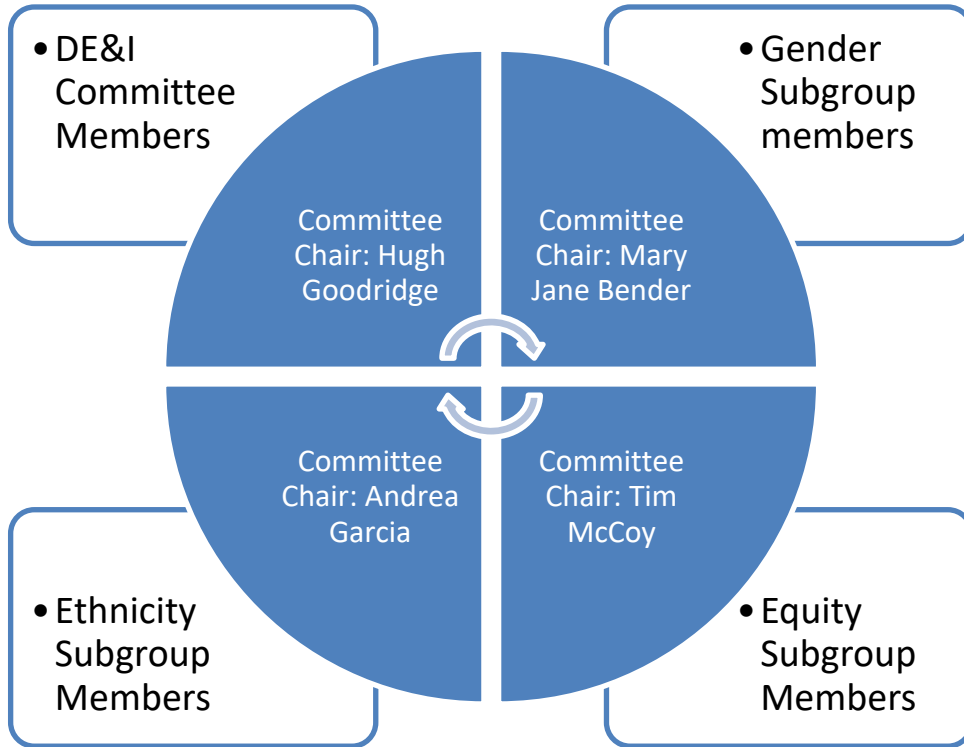 • DE&I
Committee
Members
• Gender
Subgroup
members
Committee
Chair: Hugh
Goodridge
Committee
Chair: Mary
Jane Bender
Committee
Chair: Andrea
Garcia
Committee
Chair: Tim
McCoy
• Ethnicity
Subgroup
Members
• Equity
Subgroup
Members